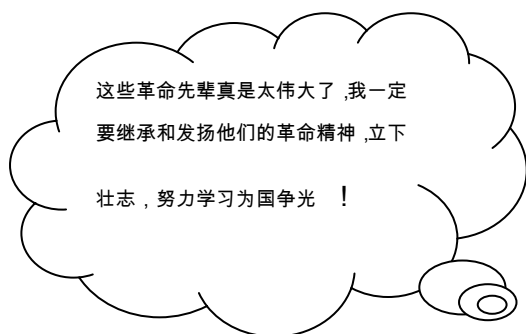 这些革命先辈真是太伟大了 ,我一定
要继承和发扬他们的革命精神 ,立下
壮志，努力学习为国争光 ！